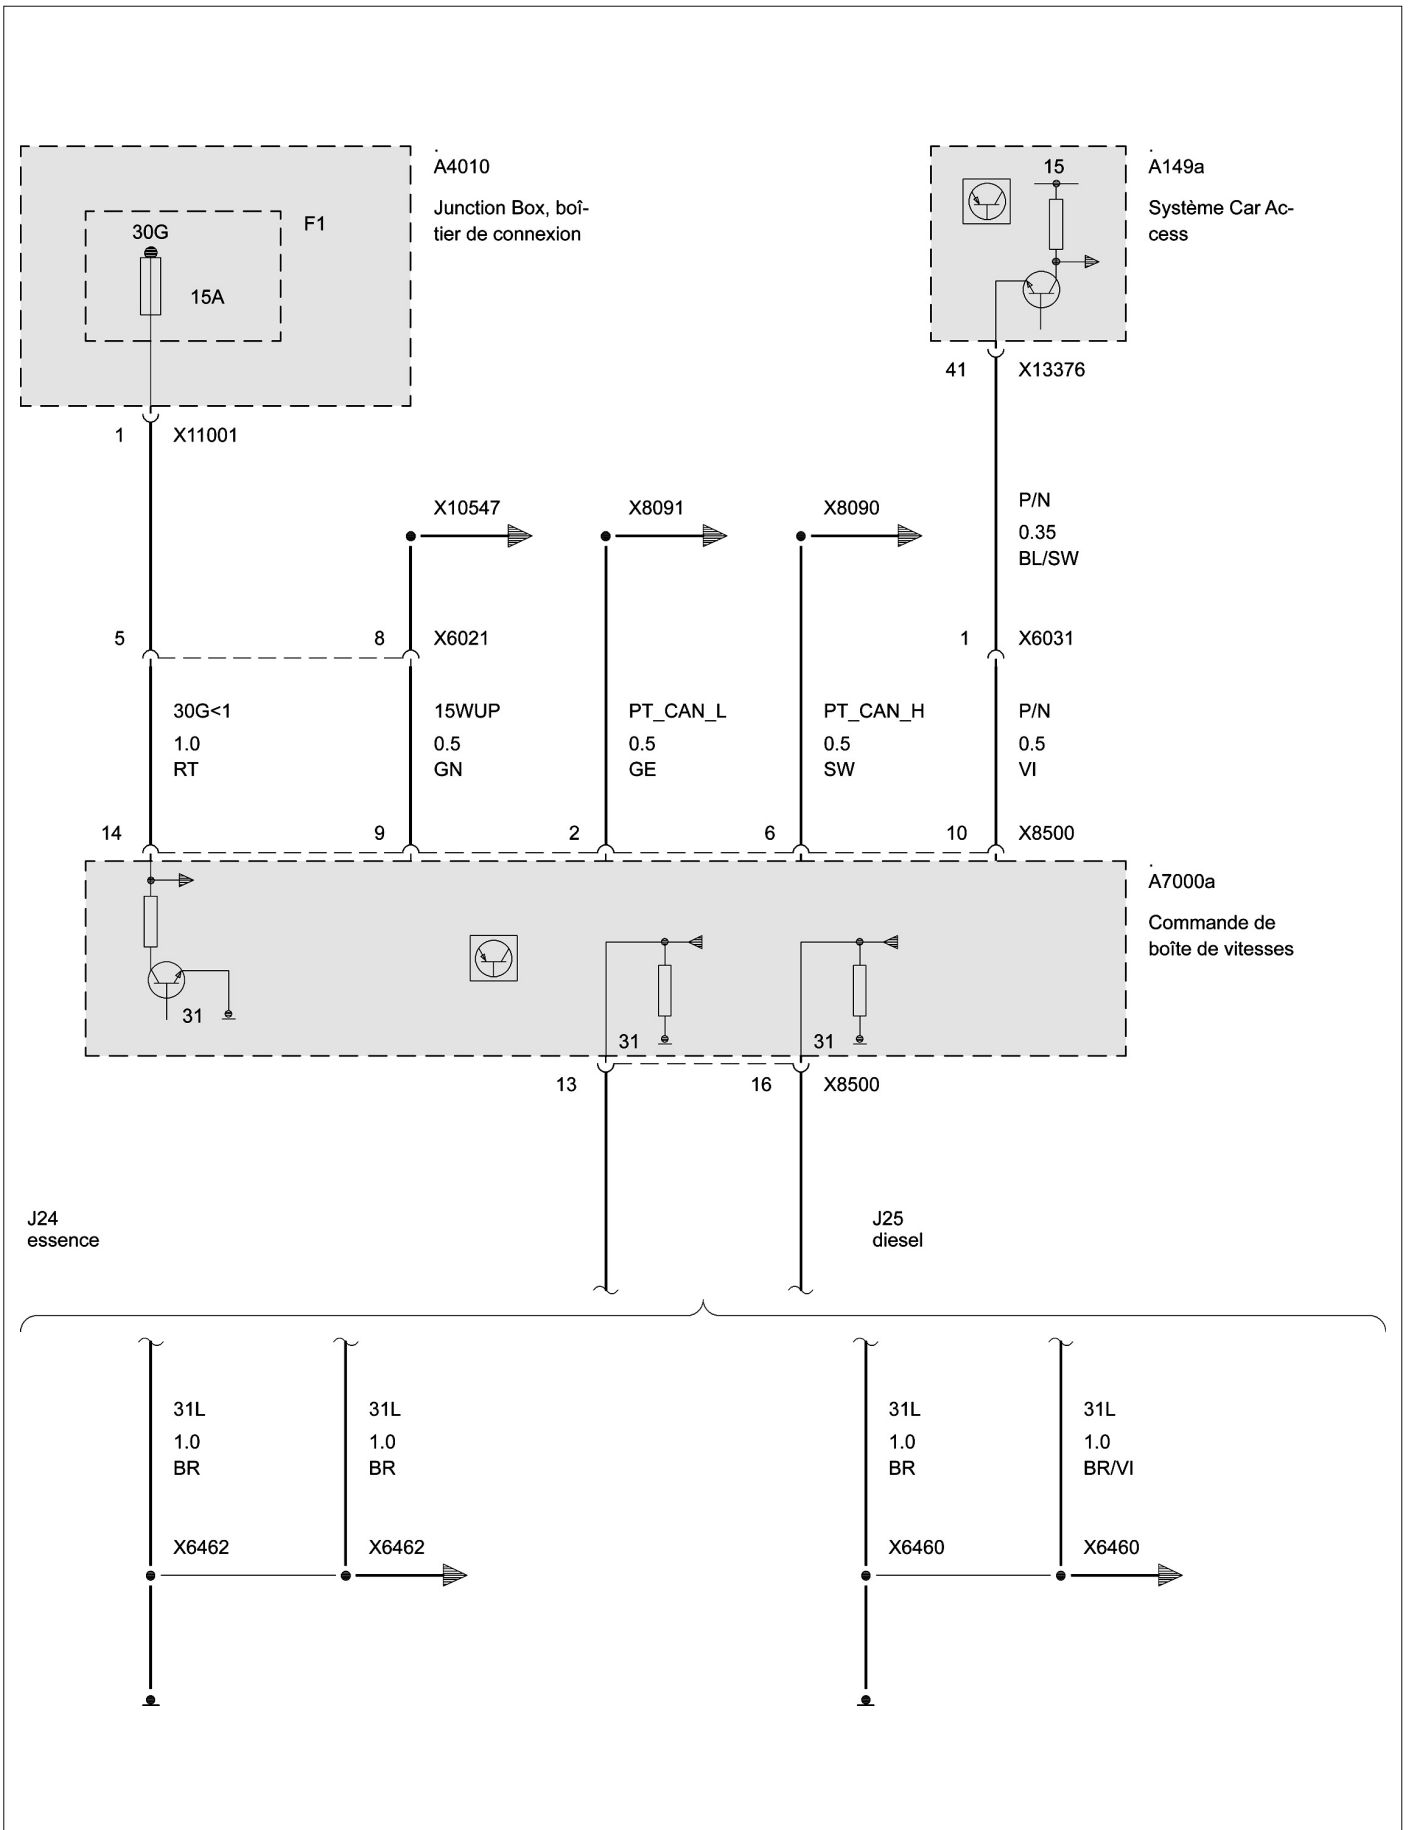 A4010
Junction Box, boî-
tier de connexion
F1
30G
15A
A149a
Système Car Ac-
cess
15
1 X11001
41 X13376
X10547
X8091
X8090
P/N
0.35
BL/SW
5
8 X6021
1 X6031
30G<1
1.0
RT
15WUP
0.5
GN
PT_CAN_L
0.5
GE
PT_CAN_H
0.5
SW
P/N
0.5
VI
14
9
2
6
10 X8500
A7000a
Commande de
boîte de vitesses
31
31
31
13
16 X8500
J24
essence
J25
diesel
31L
1.0
BR
31L
1.0
BR
31L
1.0
BR
31L
1.0
BR/VI
X6462
X6462
X6460
X6460